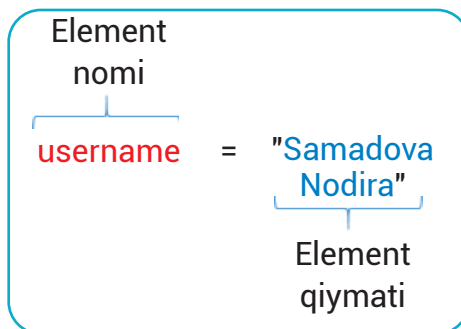 Element
nomi
username = "Samadova
Nodira"
Element
qiymati